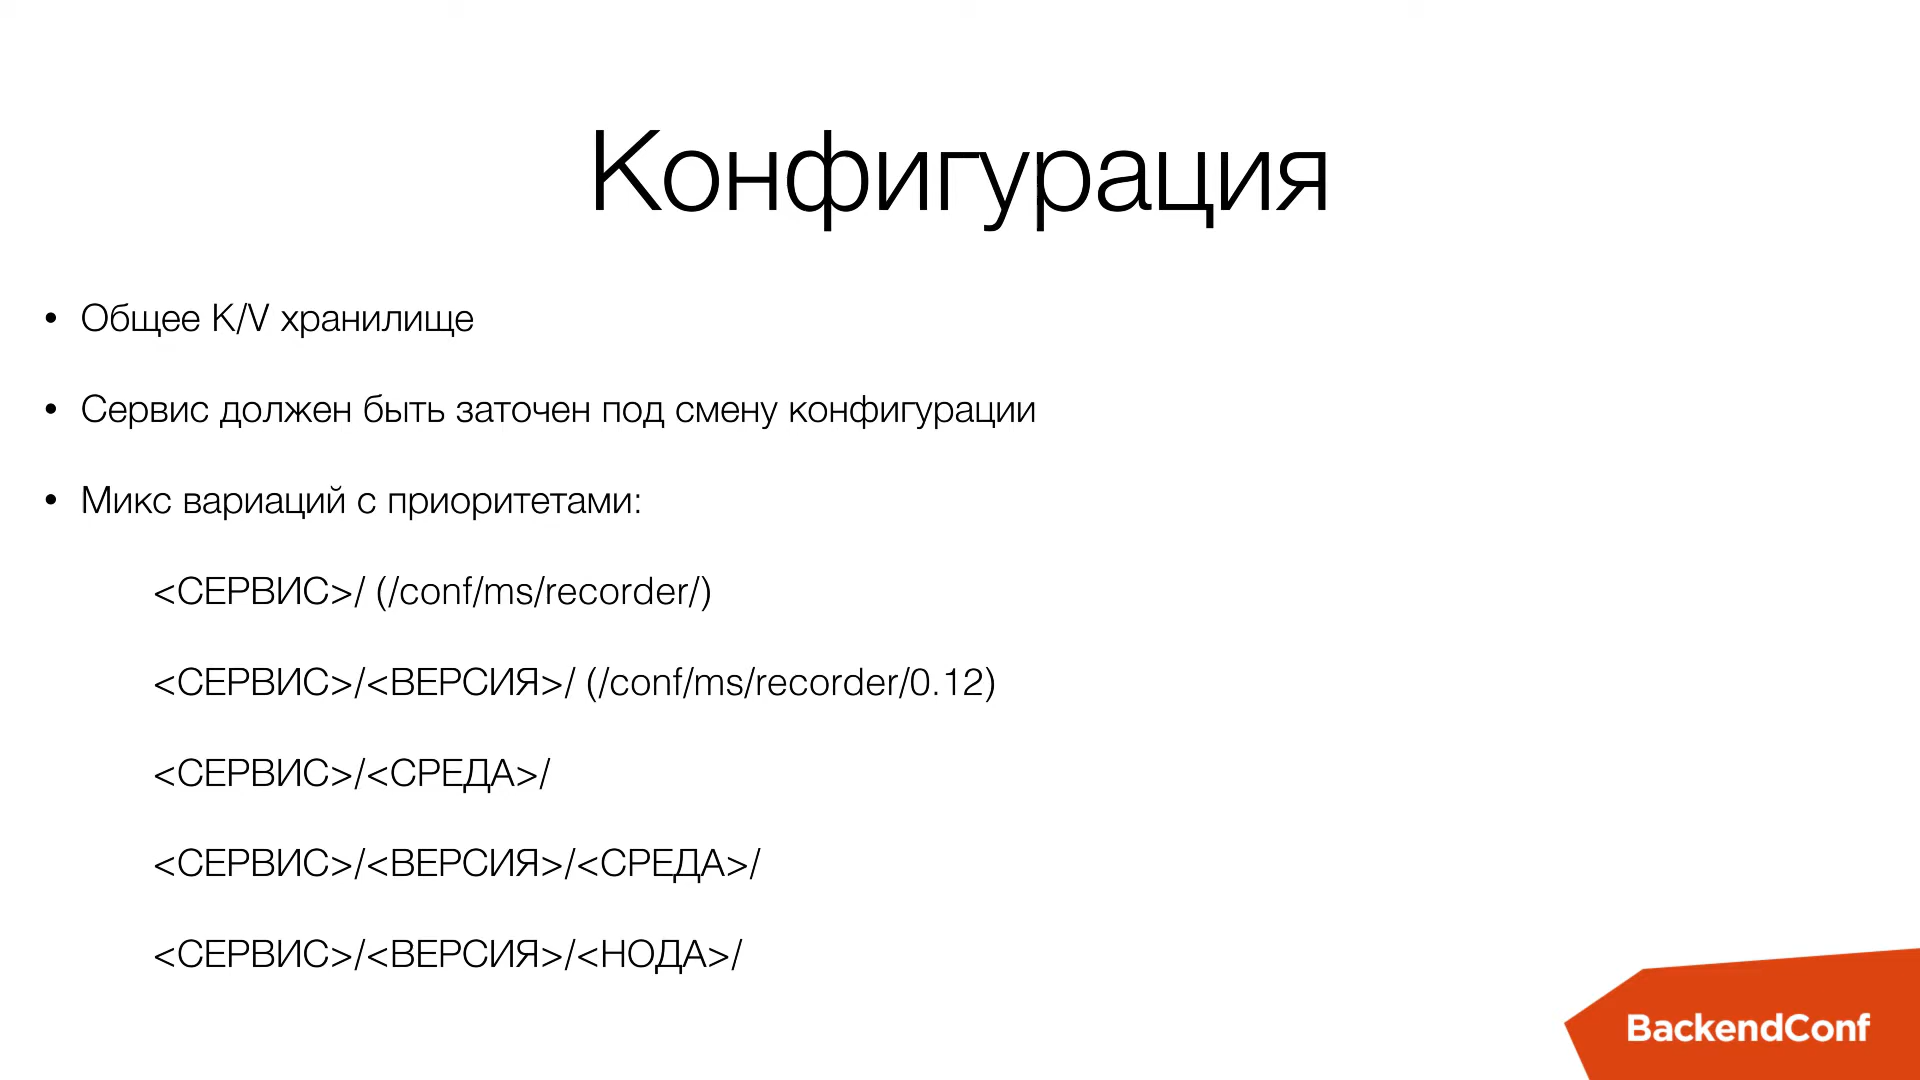 Конфигурация
• Общее K/V хранилище
• Сервис должен быть заточен под смену конфигурации
• Микс вариаций с приоритетами:
<СЕРВИС>/ (/conf/ms/recorder/)
<СЕРВИС>/<ВЕРСИЯ>/ (/conf/ms/recorder/0.12)
<СЕРВИС>/<СРЕДА>/
<СЕРВИС>/<ВЕРСИЯ>/<СРЕДА>/
<СЕРВИС>/<ВЕРСИЯ>/<НОДА>/
BackendConf